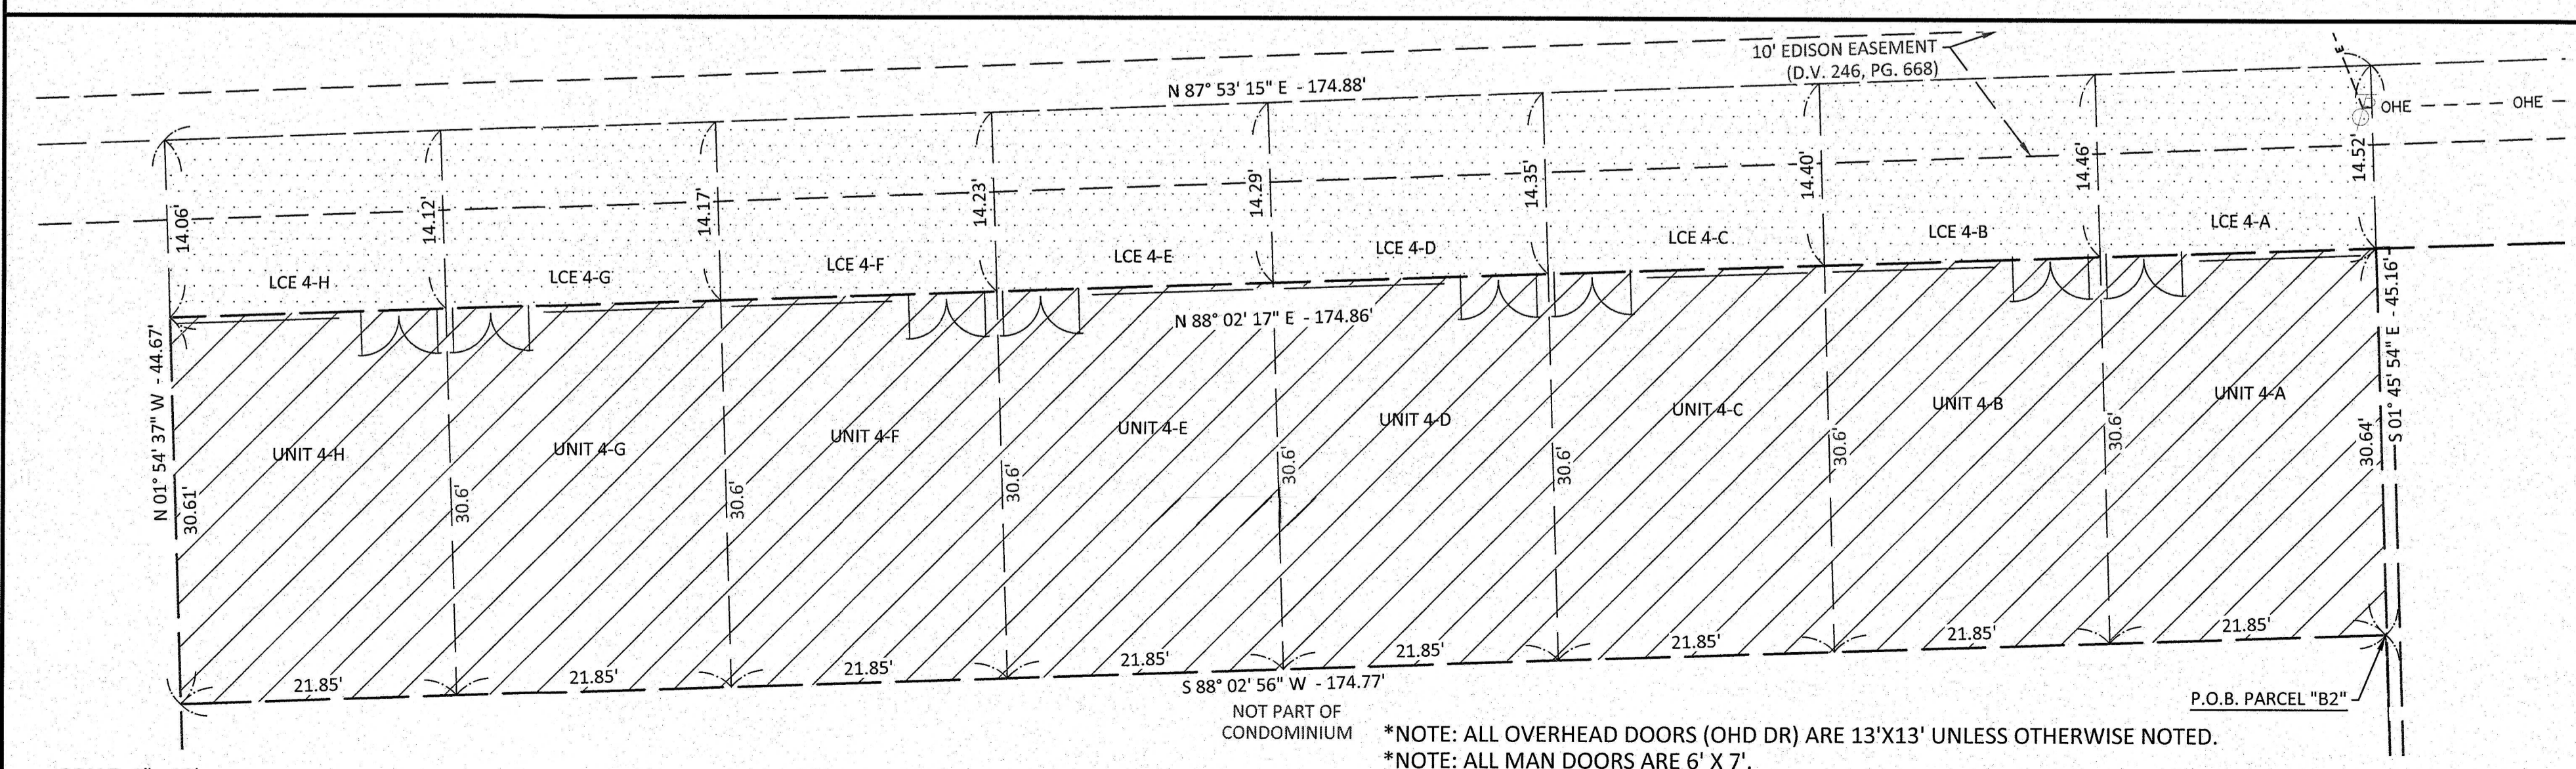 10' EDISON EASEMENT
(D.V. 246, PG. 668)
N 87° 53' 15" E - 174.88'
E
OHE
OHE
14.06'
14.12'
14.17'
14.23'
14.29'
14.35'
14.40'
14.46'
14.52'
LCE 4-H
LCE 4-G
LCE 4-F
LCE 4-E
LCE 4-D
LCE 4-C
LCE 4-B
LCE 4-A
N 88° 02' 17" E - 174.86'
N 01° 54' 37" W - 44.67'
S 01° 45' 54" E - 45.16'
UNIT 4-H
UNIT 4-G
UNIT 4-F
UNIT 4-E
UNIT 4-D
UNIT 4-C
UNIT 4-B
UNIT 4-A
30.61'
30.6'
30.6'
30.6'
30.6'
30.6'
30.6'
30.6'
30.64'
21.85'
21.85'
21.85'
21.85'
21.85'
21.85'
21.85'
21.85'
S 88° 02' 56" W - 174.77'
P.O.B. PARCEL "B2"
NOT PART OF
CONDOMINIUM
*NOTE: ALL OVERHEAD DOORS (OHD DR) ARE 13'X13' UNLESS OTHERWISE NOTED.
*NOTE: ALL MAN DOORS ARE 6' X 7'.